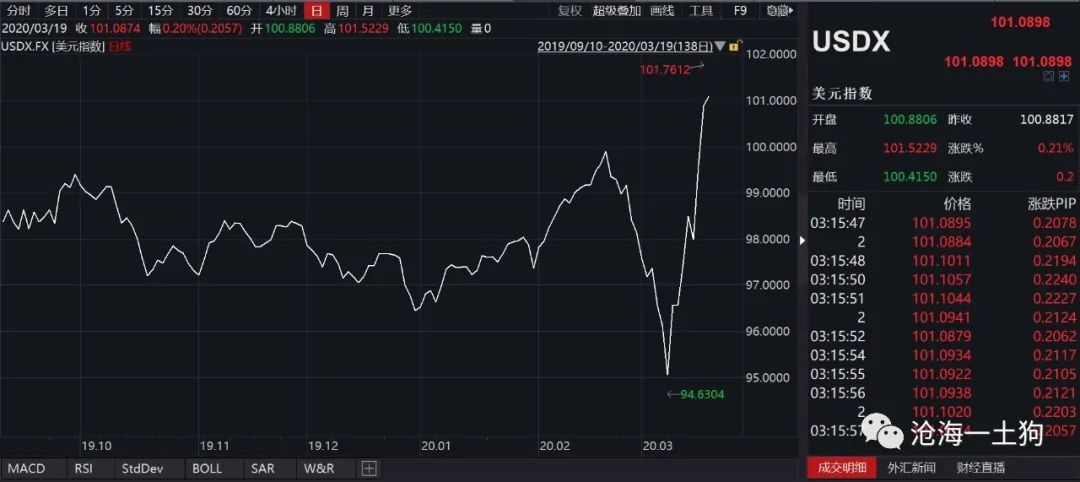 分时 多日 1分 5分 15分 30分 60分 4小时 日 周 月 更多 复权 超级叠加 画线 工具 F9 隐藏
2020/03/19 收 101.0874 幅 0.20%(0.2057) 开 100.8806 高 101.5229 低 100.4150 量 0
USDX.FX [美元指数] 日线 2019/09/10-2020/03/19(138日)
101.7612
94.6304
102.0000
101.0000
100.0000
99.0000
98.0000
97.0000
96.0000
95.0000
19.10 19.11 19.12 20.01 20.02 20.03
MACD RSI StdDev BOLL SAR W&R
101.0898
USDX
101.0898 101.0898
美元指数
开盘 100.8806 昨收 100.8817
最高 101.5229 涨跌% 0.21%
最低 100.4150 涨跌 0.2
时间 价格 涨跌PIP
03:15:47 101.0895 0.2078
2 101.0884 0.2067
03:15:48 101.1011 0.2194
03:15:50 101.1057 0.2240
03:15:51 101.1044 0.2227
2 101.0941 0.2124
03:15:52 101.0879 0.2062
03:15:54 101.0934 0.2117
03:15:55 101.0922 0.2105
03:15:56 101.0938 0.2121
2 101.1020 0.2203
03:15:57 0.2057
沧海一土狗
成交明细 外汇新闻 财经直播